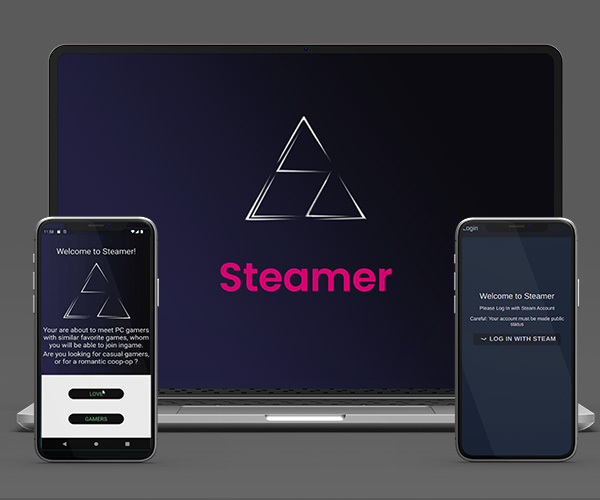 Steamer
11:58
Welcome to Steamer!
Your are about to meet PC gamers
with similar favorite games, whom
you will be able to join ingame.
Are you looking for casual gamers,
or for a romantic coop-op ?
LOVE
GAMERS
Login
Welcome to Steamer
Please Log In with Steam Account
Careful: Your account must be made public
status
LOG IN WITH STEAM